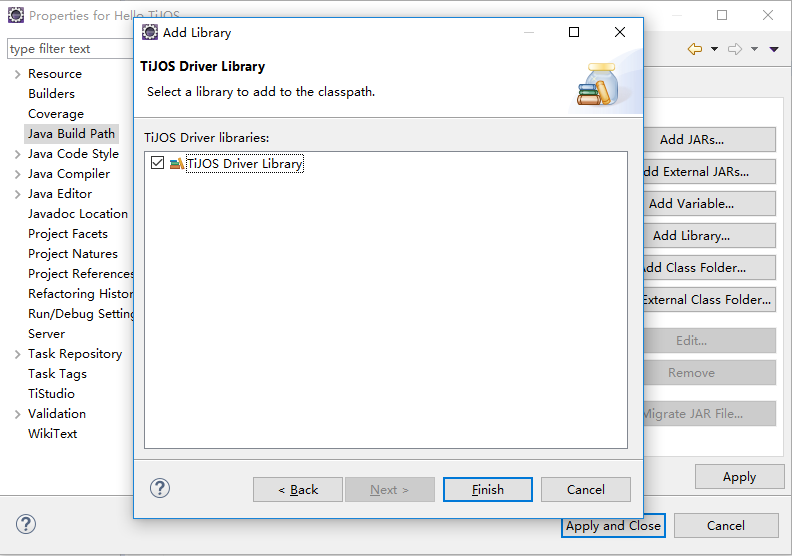 Properties for Hello TiJOS
type filter text
Resource
Builders
Coverage
Java Build Path
Java Code Style
Java Compiler
Java Editor
Javadoc Location
Project Facets
Project Natures
Project References
Refactoring Histor
Run/Debug Setting
Server
Task Repository
Task Tags
TiStudio
Validation
WikiText
Add Library
TiJOS Driver Library
Select a library to add to the classpath.
TiJOS Driver libraries:
TiJOS Driver Library
< Back
Next >
Finish
Cancel
Add JARs...
dd External JARs...
Add Variable...
Add Library...
Add Class Folder...
External Class Folder...
Edit...
Remove
Migrate JAR File...
Apply
Apply and Close
Cancel